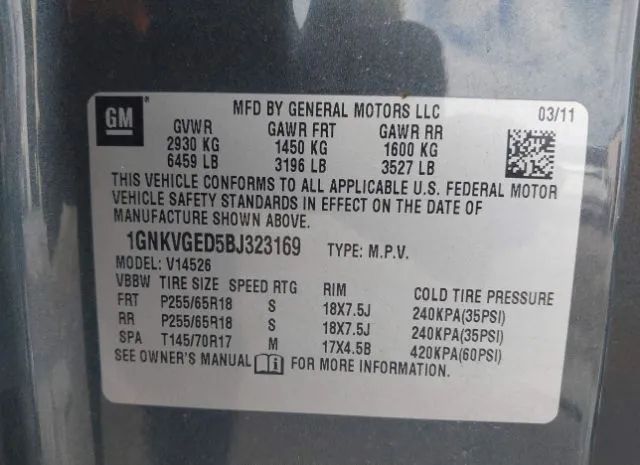 GM
MFD BY GENERAL MOTORS LLC 03/11
GVWR GAWR FRT GAWR RR
2930 KG 1450 KG 1600 KG
6459 LB 3196 LB 3527 LB
THIS VEHICLE CONFORMS TO ALL APPLICABLE U.S. FEDERAL MOTOR
VEHICLE SAFETY STANDARDS IN EFFECT ON THE DATE OF
MANUFACTURE SHOWN ABOVE.
1GNKVGED5BJ323169 TYPE: M.P.V.
MODEL: V14526
VBBW TIRE SIZE SPEED RTG RIM COLD TIRE PRESSURE
FRT P255/65R18 S 18X7.5J 240KPA(35PSI)
RR P255/65R18 S 18X7.5J 240KPA(35PSI)
SPA T145/70R17 M 17X4.5B 420KPA(60PSI)
SEE OWNER'S MANUAL i FOR MORE INFORMATION.